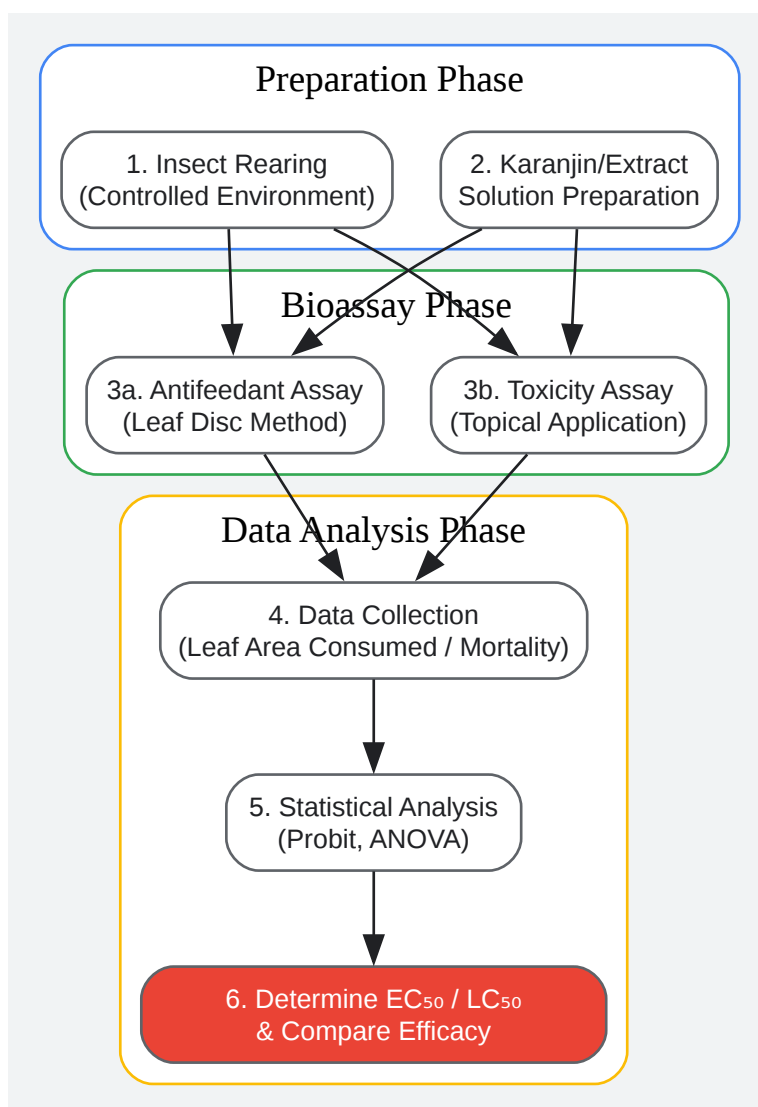 Preparation Phase
1. Insect Rearing
(Controlled Environment)
2. Karanjin/Extract
Solution Preparation
Bioassay Phase
3a. Antifeedant Assay
(Leaf Disc Method)
3b. Toxicity Assay
(Topical Application)
Data Analysis Phase
4. Data Collection
(Leaf Area Consumed / Mortality)
5. Statistical Analysis
(Probit, ANOVA)
6. Determine EC₅₀ / LC₅₀
& Compare Efficacy